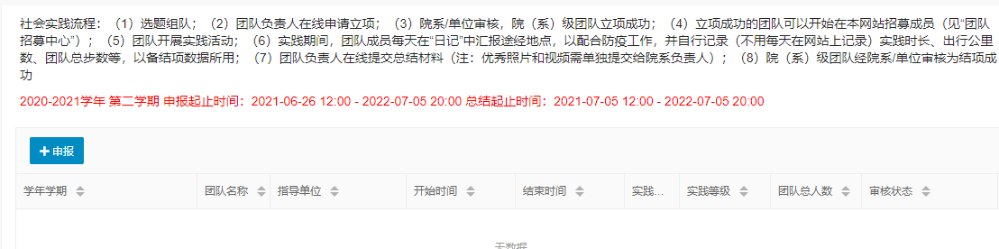 社会实践流程：（1）选题组队；（2）团队负责人在线申请立项；（3）院系/单位审核，院（系）级团队立项成功；（4）立项成功的团队可以开始在本网站招募成员（见“团队
招募中心”）；（5）团队开展实践活动；（6）实践期间，团队成员每天在“日记”中汇报途经地点，以配合防疫工作，并自行记录（不用每天在网站上记录）实践时长、出行公里
数、团队总步数等，以备结项数据所用；（7）团队负责人在线提交总结材料（注：优秀照片和视频需单独提交给院系负责人）；（8）院（系）级团队经院系/单位审核为结项成
功
2020-2021学年 第二学期 申报起止时间：2021-06-26 12:00 - 2022-07-05 20:00 总结起止时间：2021-07-05 12:00 - 2022-07-05 20:00
+申报
学年学期 团队名称 指导单位 开始时间 结束时间 实践... 实践等级 团队总人数 审核状态
无数据